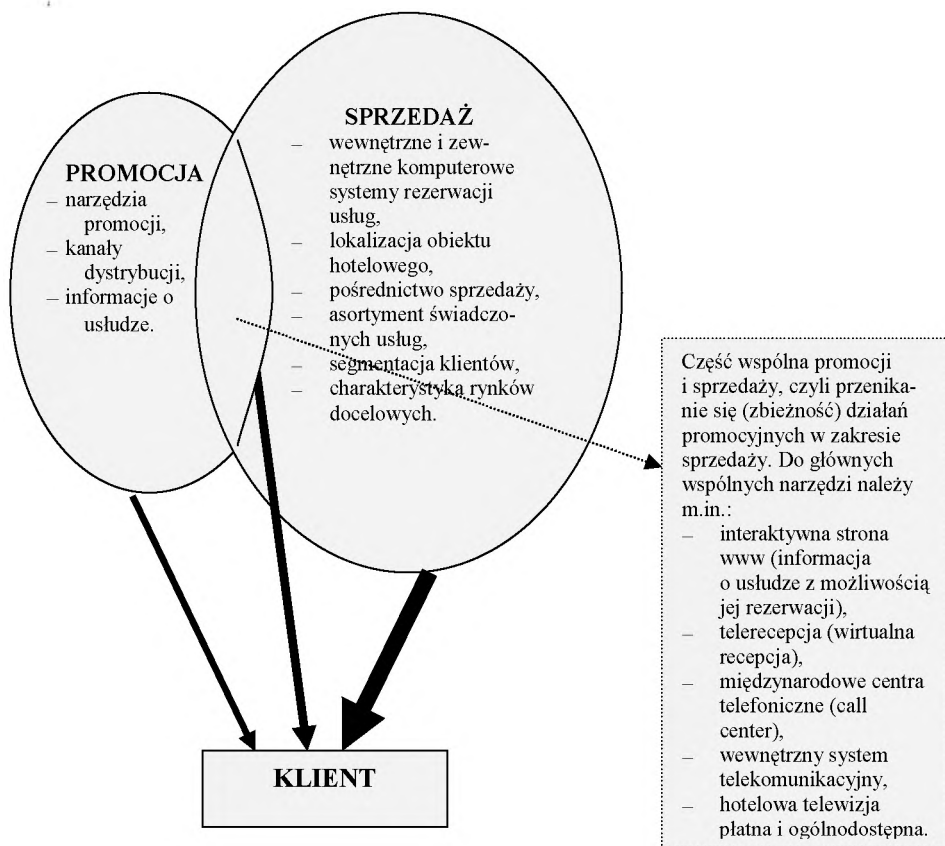 PROMOCJA
– narzędzia
promocji,
– kanały
dystrybucji,
– informacje o
usłudze.
SPRZEDAŻ
– wewnętrzne i zew-
nętrzne komputerowe
systemy rezerwacji
usług,
– lokalizacja obiektu
hotelowego,
– pośrednictwo sprzedaży,
– asortyment świadczo-
nych usług,
– segmentacja klientów,
– charakterystyka rynków
docelowych.
Część wspólna promocji
i sprzedaży, czyli przenika-
nie się (zbieżność) działań
promocyjnych w zakresie
sprzedaży. Do głównych
wspólnych narzędzi należy
m.in.:
– interaktywna strona
www (informacja
o usłudze z możliwością
jej rezerwacji),
– telerecepcja (wirtualna
recepcja),
– międzynarodowe centra
telefoniczne (call
center),
– wewnętrzny system
telekomunikacyjny,
– hotelowa telewizja
płatna i ogólnodostępna.
KLIENT